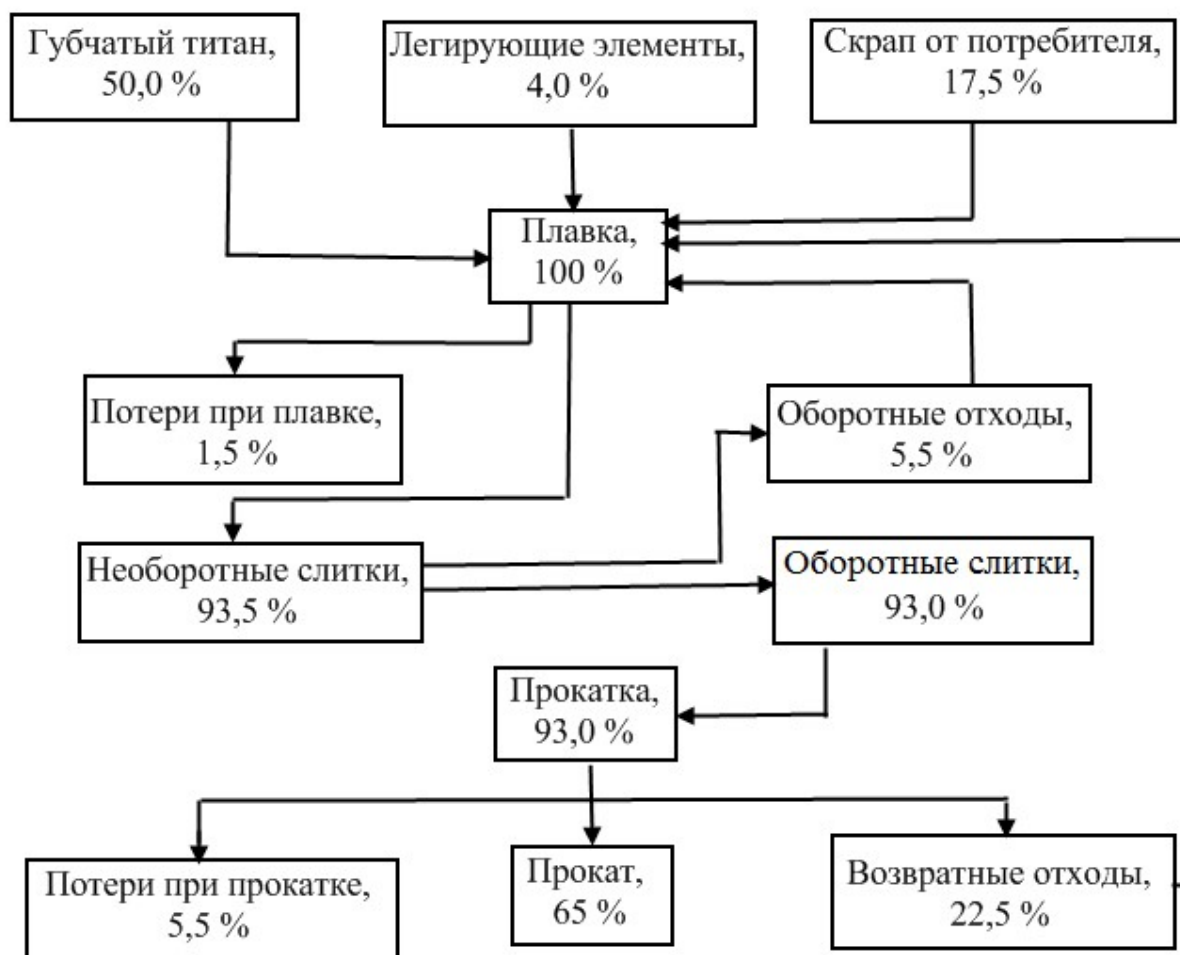 Губчатый титан,
50,0 %
Легирующие элементы,
4,0 %
Скрап от потребителя,
17,5 %
Плавка,
100 %
Потери при плавке,
1,5 %
Оборотные отходы,
5,5 %
Необоротные слитки,
93,5 %
Оборотные слитки,
93,0 %
Прокатка,
93,0 %
Потери при прокатке,
5,5 %
Прокат,
65 %
Возвратные отходы,
22,5 %